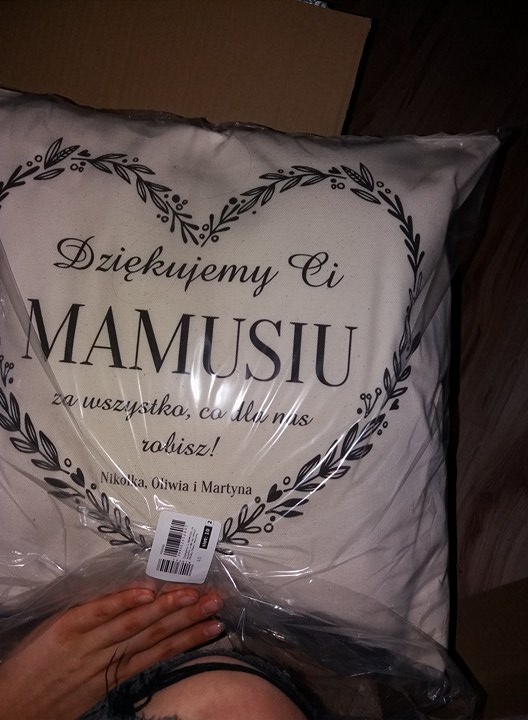 Dziękujemy Ci
MAMUSIU
za wszystko, co dla nas
robisz!
Nikolka, Oliwia i Martyna